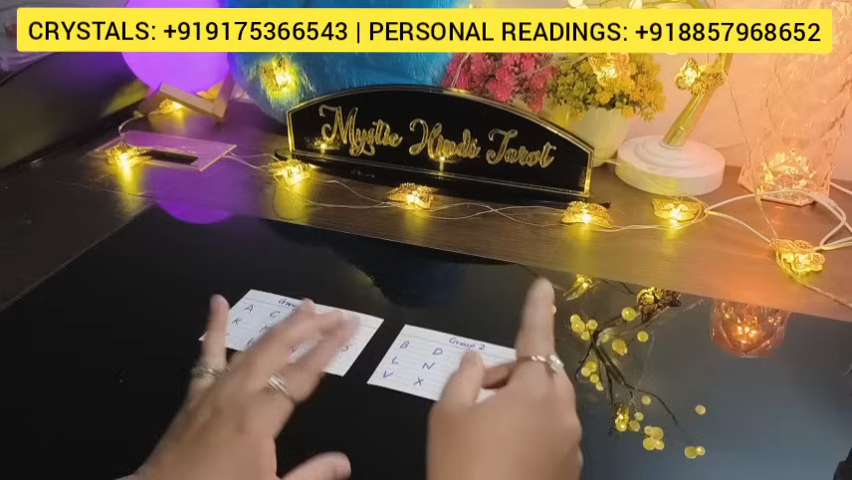 CRYSTALS: +919175366543 | PERSONAL READINGS: +918857968652
Mystic Hindi Tarot
A C
K
S
Group 2
B D
L N
V X